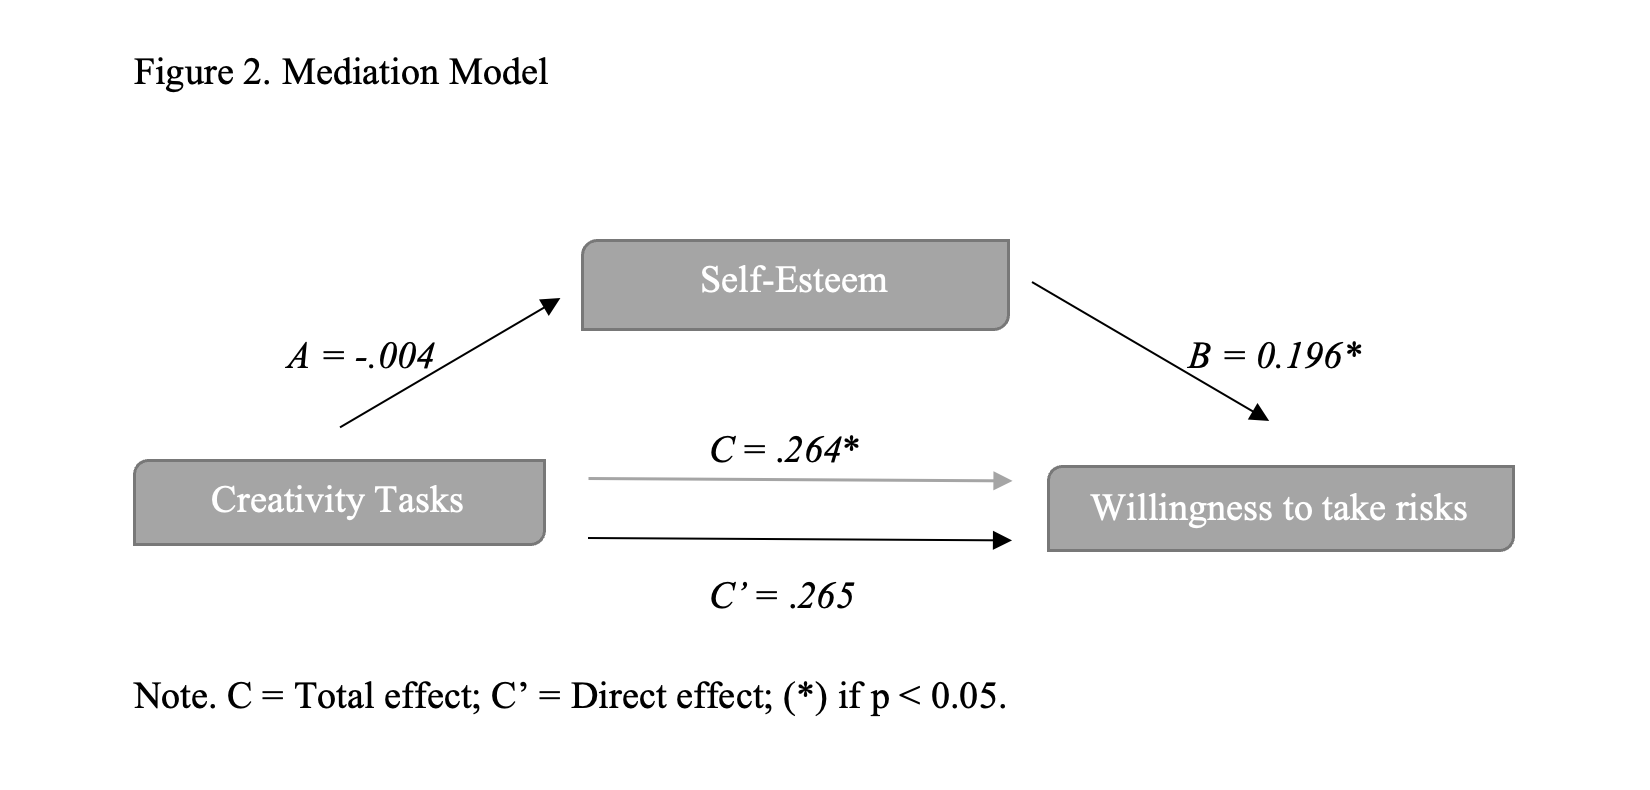 Figure 2. Mediation Model
Self-Esteem
A = -.004
B = 0.196*
C = .264*
Creativity Tasks
Willingness to take risks
C’ = .265
Note. C = Total effect; C’ = Direct effect; (*) if p < 0.05.